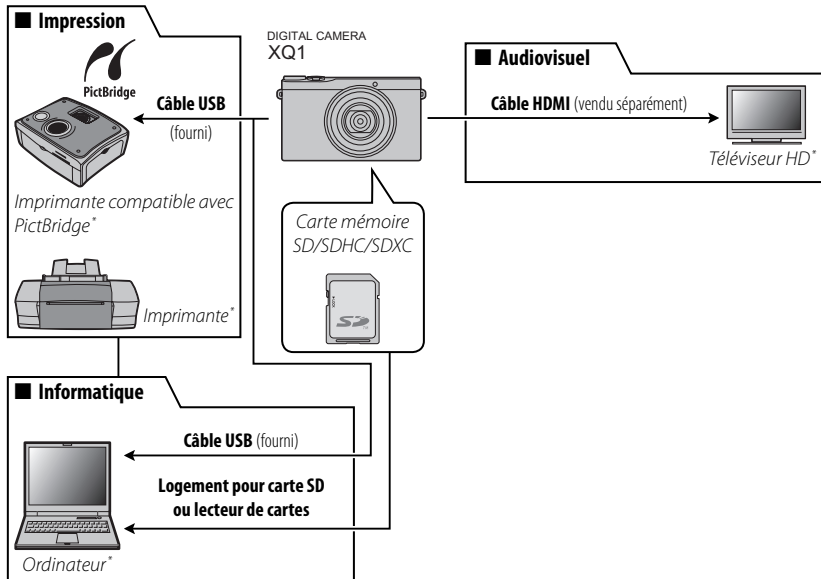 ■ Impression
PictBridge
Câble USB
(fourni)
Imprimante compatible avec
PictBridge*
Imprimante*
DIGITAL CAMERA
XQ1
■ Audiovisuel
Câble HDMI (vendu séparément)
Téléviseur HD*
Carte mémoire
SD/SDHC/SDXC
SD
■ Informatique
Câble USB (fourni)
Logement pour carte SD
ou lecteur de cartes
Ordinateur*